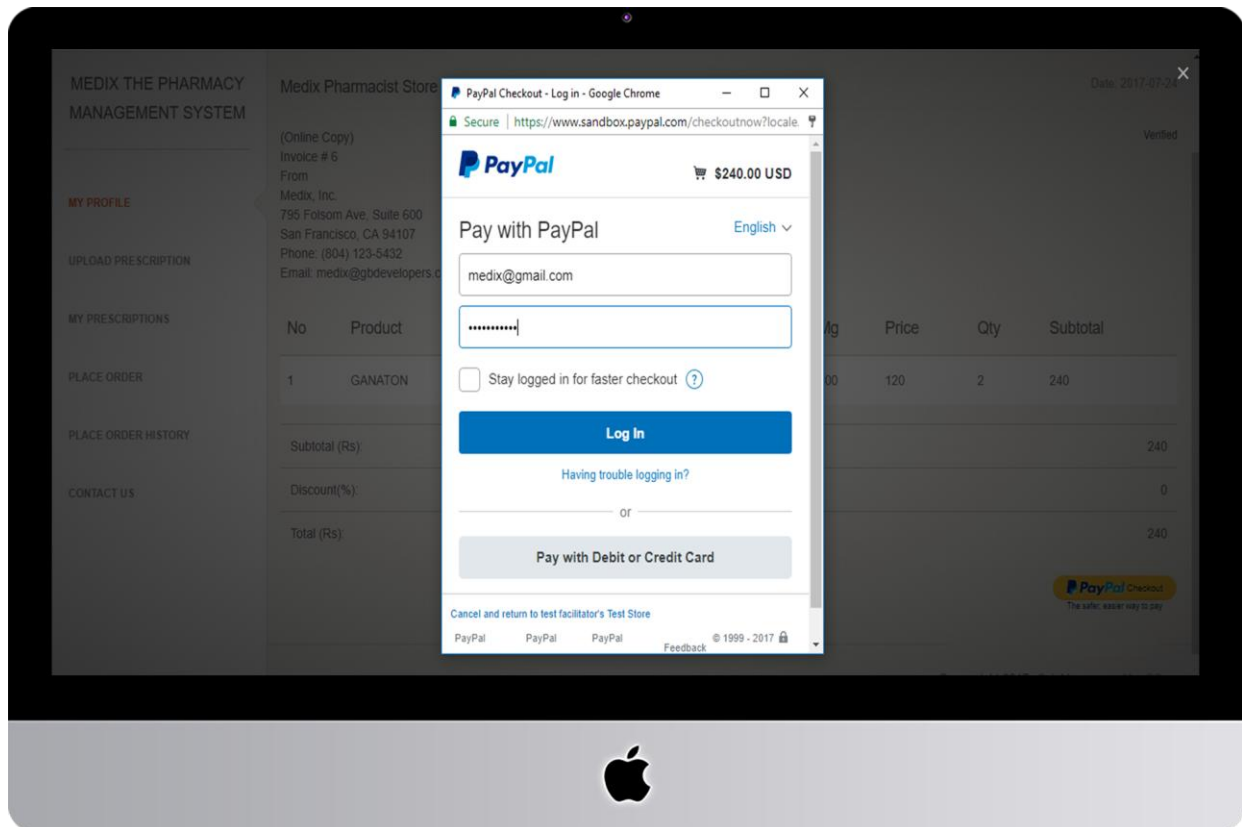 MEDIX THE PHARMACY
MANAGEMENT SYSTEM
MY PROFILE
UPLOAD PRESCRIPTION
MY PRESCRIPTIONS
PLACE ORDER
PLACE ORDER HISTORY
CONTACT US
Medix Pharmacist Store
Date: 2017-07-24
(Online Copy)
Verified
Invoice # 6
From
Medix, Inc.
795 Folsom Ave, Suite 600
San Francisco, CA 94107
Phone: (804) 123-5432
Email: medix@gbdevelopers.c
No Product Mg Price Qty Subtotal
1 GANATON 00 120 2 240
Subtotal (Rs): 240
Discount(%): 0
Total (Rs): 240
PayPal Checkout
The safer, easier way to pay
PayPal Checkout - Log in - Google Chrome
Secure | https://www.sandbox.paypal.com/checkoutnow?locale.
PayPal $240.00 USD
Pay with PayPal English
medix@gmail.com
•••••••••••
Stay logged in for faster checkout ?
Log In
Having trouble logging in?
or
Pay with Debit or Credit Card
Cancel and return to test facilitator's Test Store
PayPal PayPal PayPal Feedback © 1999 - 2017